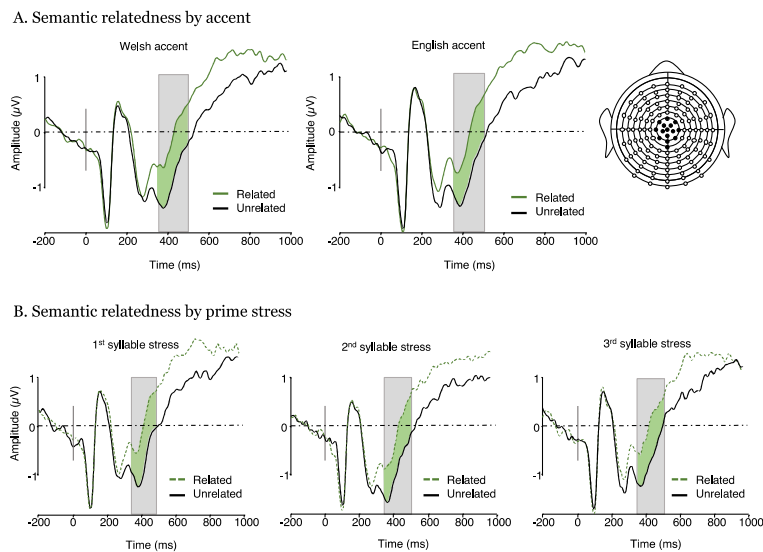 A. Semantic relatedness by accent
Welsh accent
Amplitude (µV)
1
0
-1
Related
Unrelated
-200 0 200 400 600 800 1000
Time (ms)
English accent
Amplitude (µV)
1
0
-1
Related
Unrelated
-200 0 200 400 600 800 1000
Time (ms)
B. Semantic relatedness by prime stress
1st syllable stress
Amplitude (µV)
1
0
-1
Related
Unrelated
-200 0 200 400 600 800 1000
Time (ms)
2nd syllable stress
1
0
-1
Related
Unrelated
-200 0 200 400 600 800 1000
Time (ms)
3rd syllable stress
1
0
-1
Related
Unrelated
-200 0 200 400 600 800 1000
Time (ms)